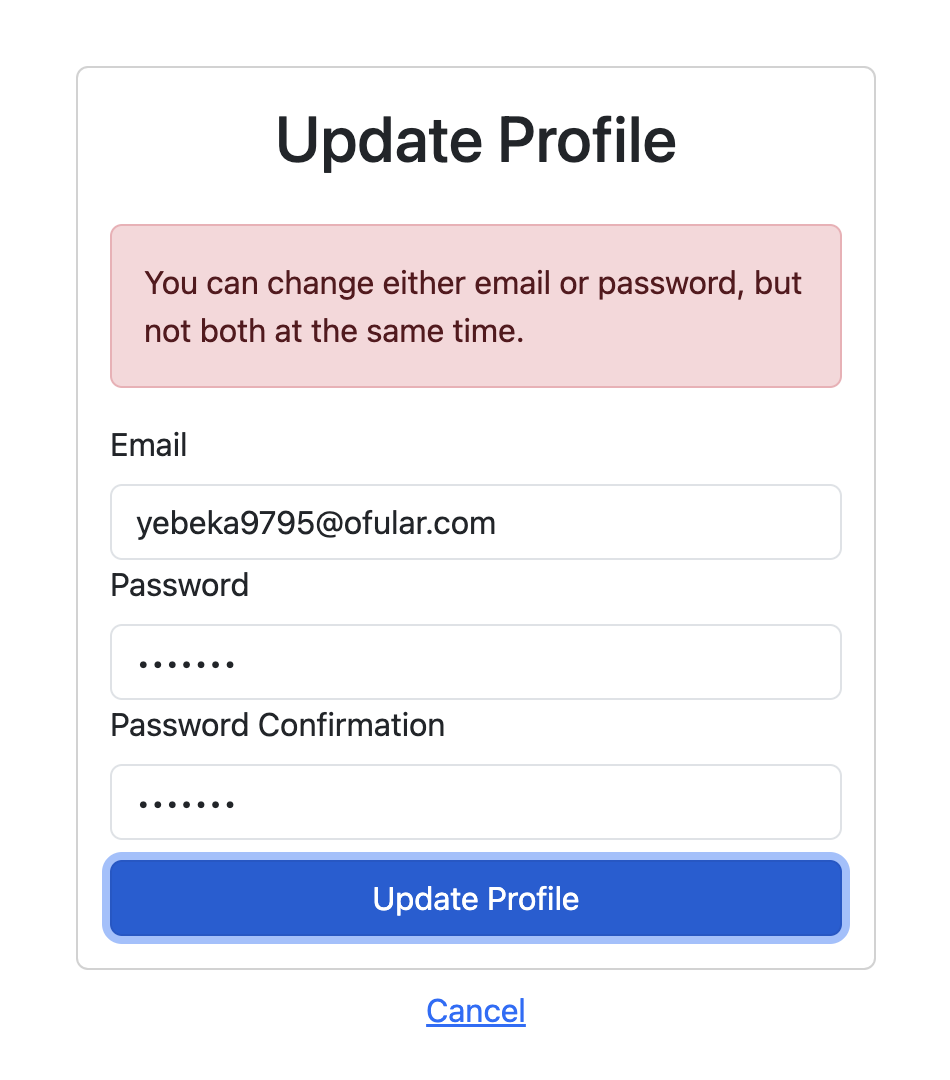 Update Profile
You can change either email or password, but
not both at the same time.
Email
yebeka9795@ofular.com
Password
•••••••
Password Confirmation
•••••••
Update Profile
Cancel